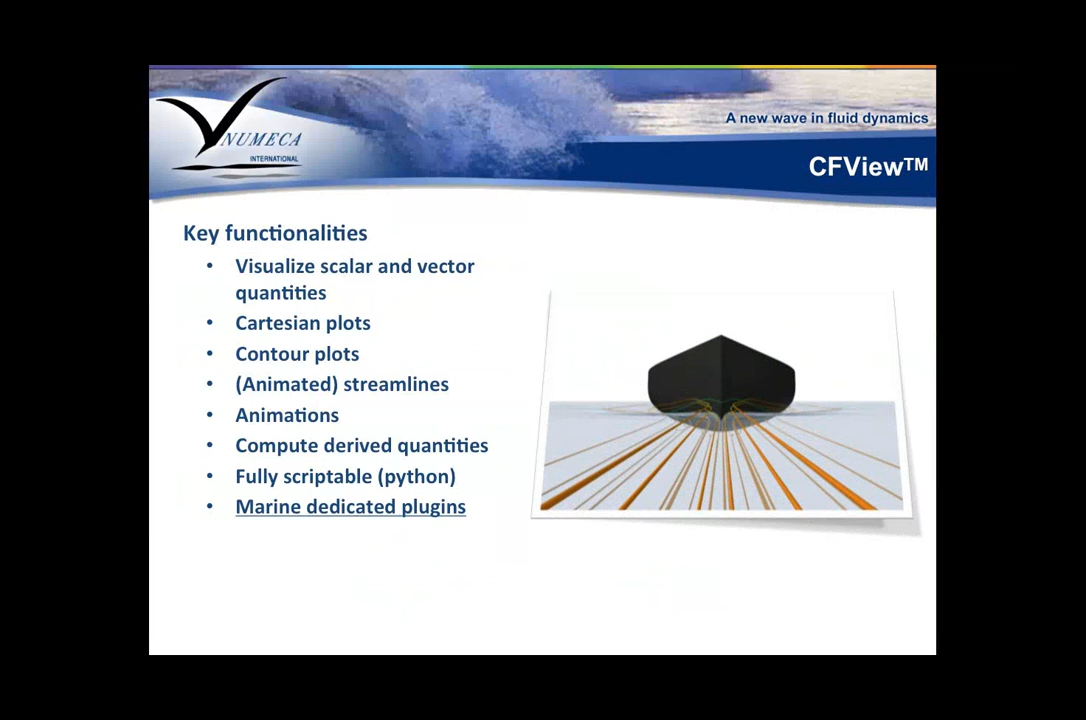 A new wave in fluid dynamics
NUMECA
INTERNATIONAL
CFView™
Key functionalities
• Visualize scalar and vector
quantities
• Cartesian plots
• Contour plots
• (Animated) streamlines
• Animations
• Compute derived quantities
• Fully scriptable (python)
• Marine dedicated plugins